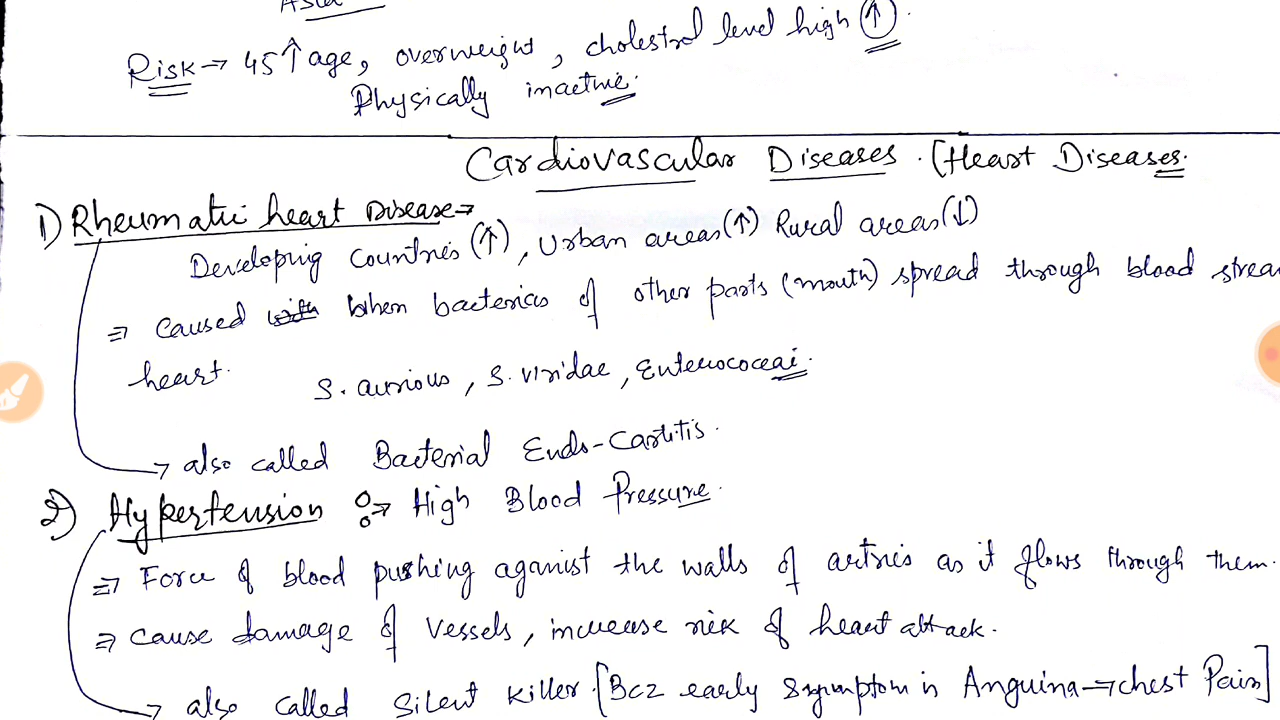 Asia
Risk → 45↑ age, overweight, cholestrol level high (↑).
Physically inactive.
Cardiovascular Diseases. (Heart Diseases.
1) Rheumatic heart Disease→
Developing Countries (↑), Urban areas(↑) Rural areas(↓)
⇒ Caused when bacterias of other parts (mouth) spread through blood strea
heart.
S. aurious, S. viridae, Enterococcai.
→ also called Bacterial Endo-Cartitis.
2) Hypertension :→ High Blood Pressure.
⇒ Force of blood pushing aganist the walls of artries as it flows through them.
⇒ Cause damage of Vessels, increase risk of heart attack.
→ also called Silent Killer. [Bcz early Symptom is Anguina→chest Pain]